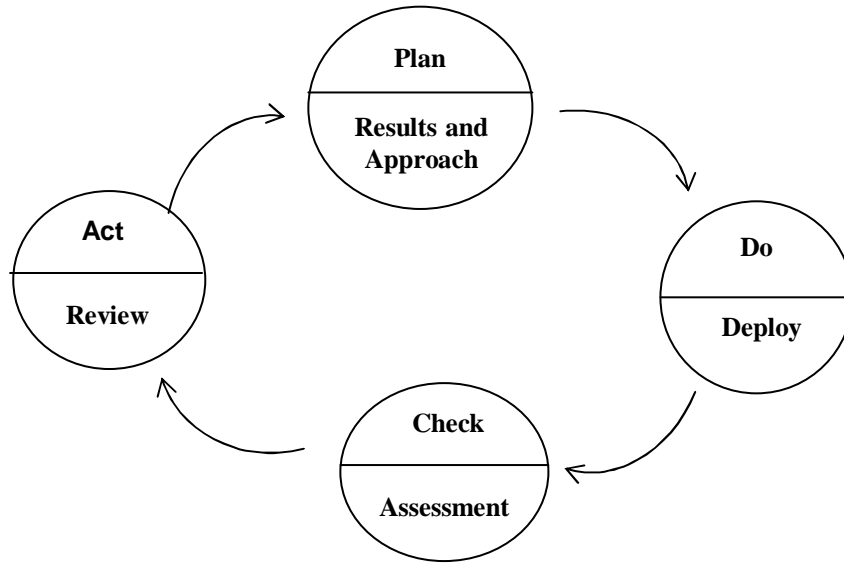 Plan
Results and
Approach
Do
Deploy
Check
Assessment
Act
Review